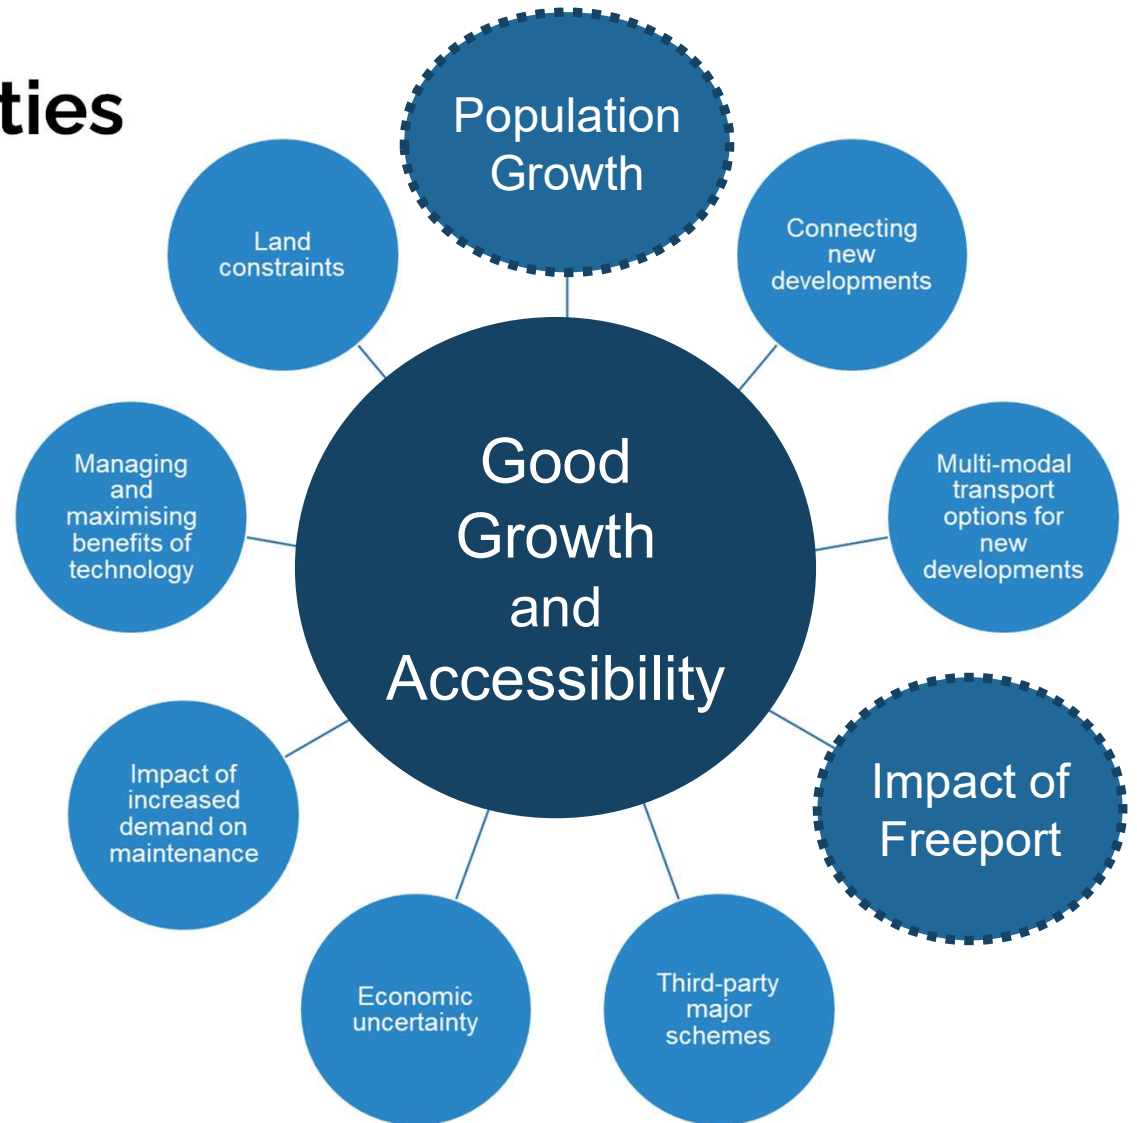 ties
Population
Growth
Connecting
new
developments
Multi-modal
transport
options for
new
developments
Impact of
Freeport
Third-party
major
schemes
Economic
uncertainty
Impact of
increased
demand on
maintenance
Managing
and
maximising
benefits of
technology
Land
constraints
Good
Growth
and
Accessibility